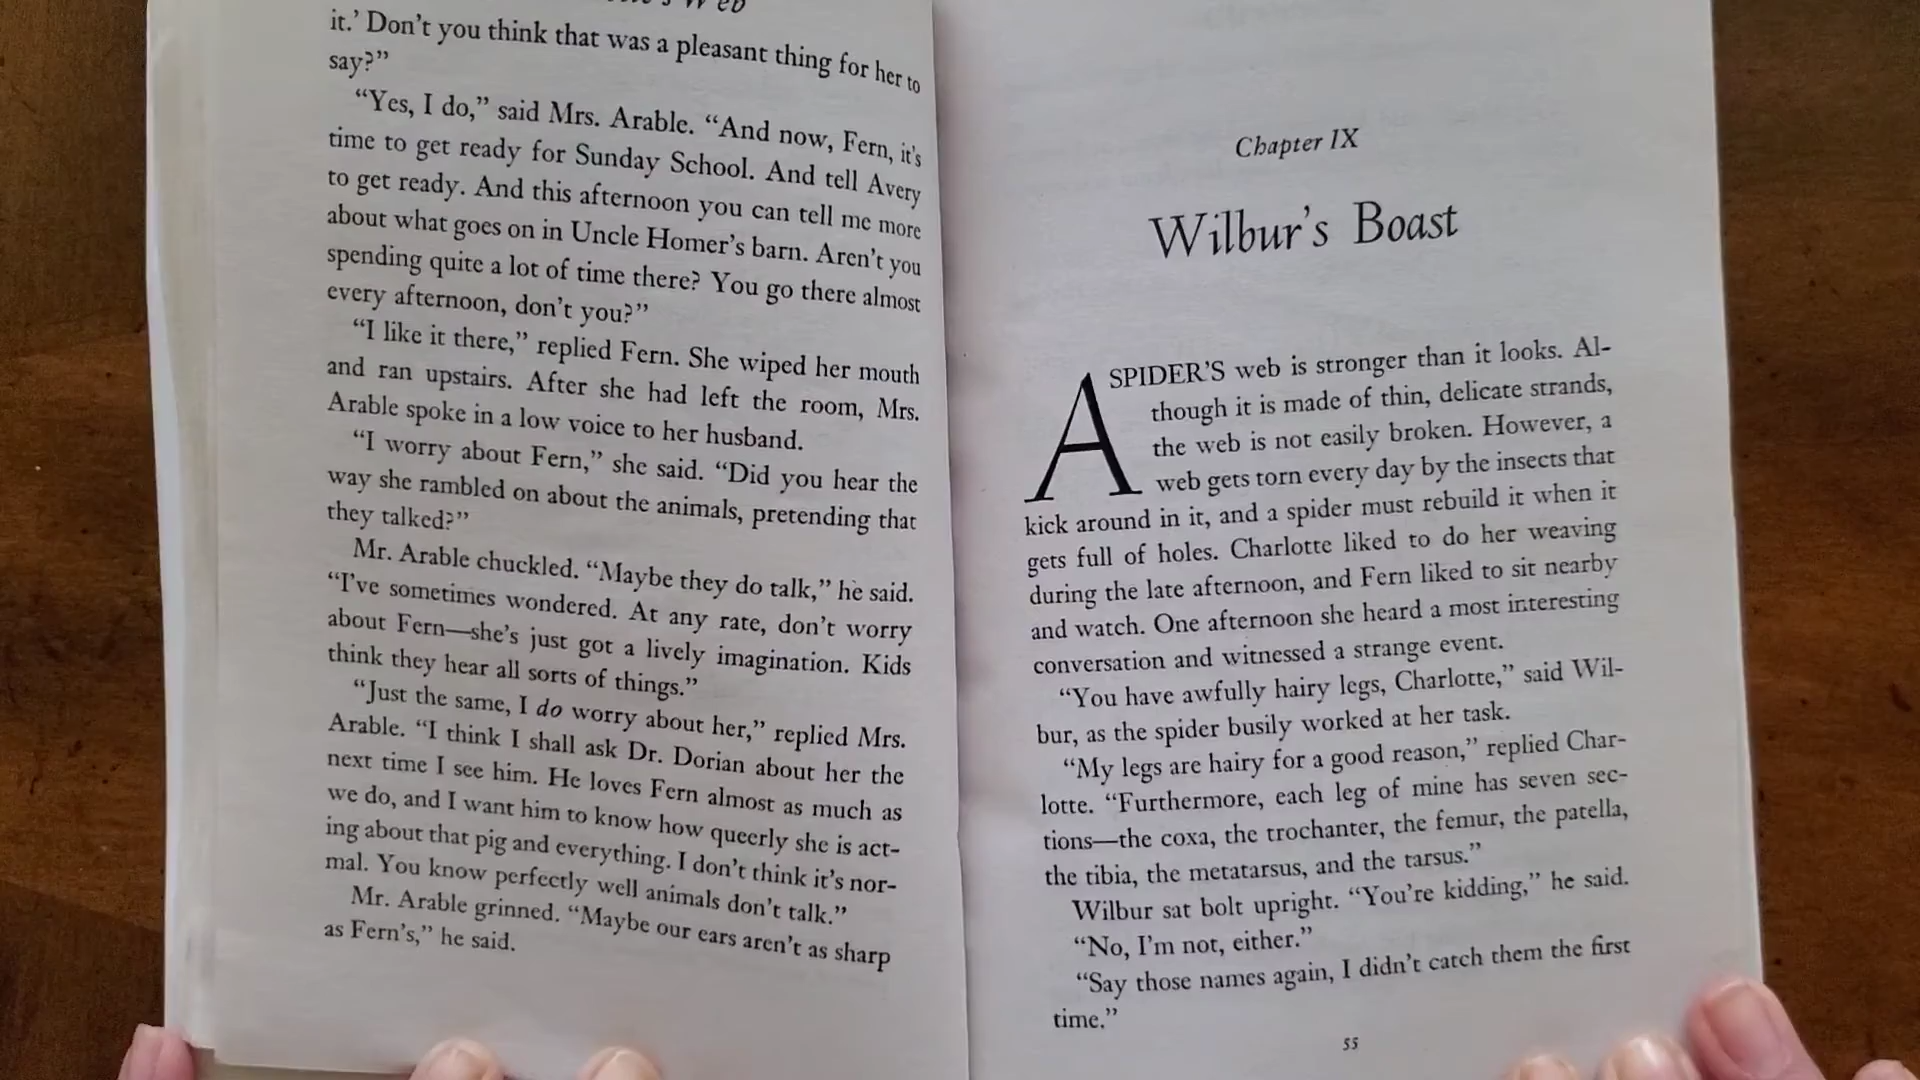 it.’ Don’t you think that was a pleasant thing for her to
say?”
“Yes, I do,” said Mrs. Arable. “And now, Fern, it’s
time to get ready for Sunday School. And tell Avery
to get ready. And this afternoon you can tell me more
about what goes on in Uncle Homer’s barn. Aren’t you
spending quite a lot of time there? You go there almost
every afternoon, don’t you?”
“I like it there,” replied Fern. She wiped her mouth
and ran upstairs. After she had left the room, Mrs.
Arable spoke in a low voice to her husband.
“I worry about Fern,” she said. “Did you hear the
way she rambled on about the animals, pretending that
they talked?”
Mr. Arable chuckled. “Maybe they do talk,” he said.
“I’ve sometimes wondered. At any rate, don’t worry
about Fern—she’s just got a lively imagination. Kids
think they hear all sorts of things.”
“Just the same, I do worry about her,” replied Mrs.
Arable. “I think I shall ask Dr. Dorian about her the
next time I see him. He loves Fern almost as much as
we do, and I want him to know how queerly she is act-
ing about that pig and everything. I don’t think it’s nor-
mal. You know perfectly well animals don’t talk.”
Mr. Arable grinned. “Maybe our ears aren’t as sharp
as Fern’s,” he said.
Chapter IX
Wilbur’s Boast
A SPIDER’S web is stronger than it looks. Al-
though it is made of thin, delicate strands,
the web is not easily broken. However, a
web gets torn every day by the insects that
kick around in it, and a spider must rebuild it when it
gets full of holes. Charlotte liked to do her weaving
during the late afternoon, and Fern liked to sit nearby
and watch. One afternoon she heard a most interesting
conversation and witnessed a strange event.
“You have awfully hairy legs, Charlotte,” said Wil-
bur, as the spider busily worked at her task.
“My legs are hairy for a good reason,” replied Char-
lotte. “Furthermore, each leg of mine has seven sec-
tions—the coxa, the trochanter, the femur, the patella,
the tibia, the metatarsus, and the tarsus.”
Wilbur sat bolt upright. “You’re kidding,” he said.
“No, I’m not, either.”
“Say those names again, I didn’t catch them the first
time.”
55